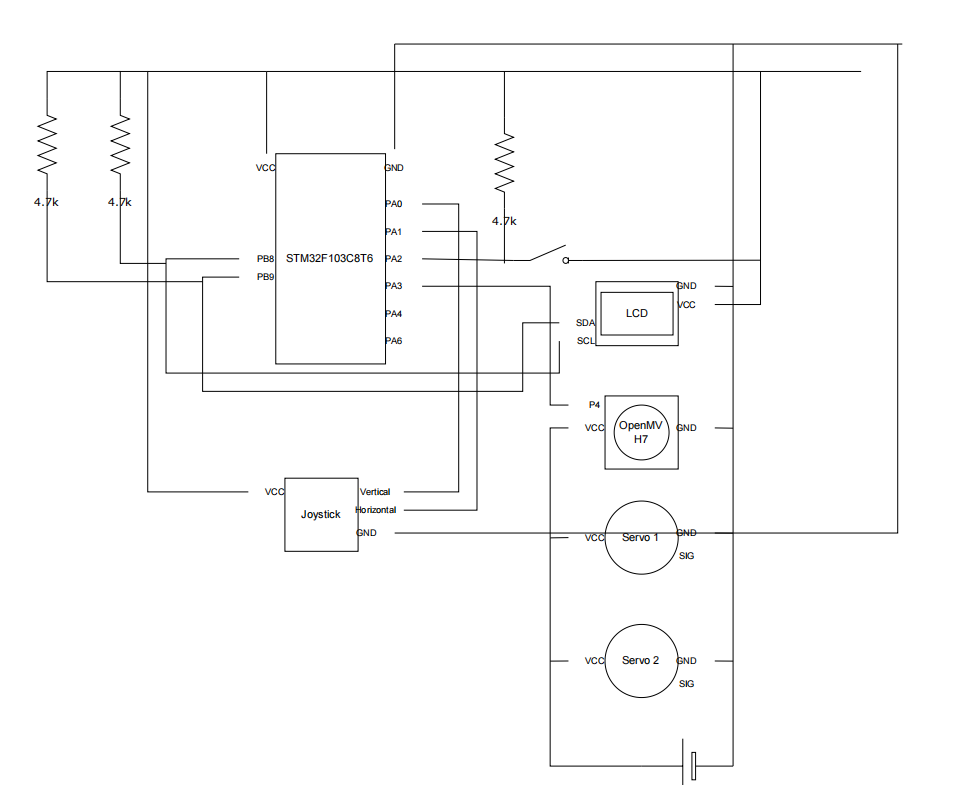 VCC
GND
4.7k
4.7k
PA0
PA1
4.7k
PB8
STM32F103C8T6
PA2
PB9
PA3
GND
VCC
LCD
PA4
SDA
PA6
SCL
P4
VCC
OpenMV
H7
GND
VCC
Vertical
Joystick
Horizontal
GND
VCC
Servo 1
GND
SIG
VCC
Servo 2
GND
SIG